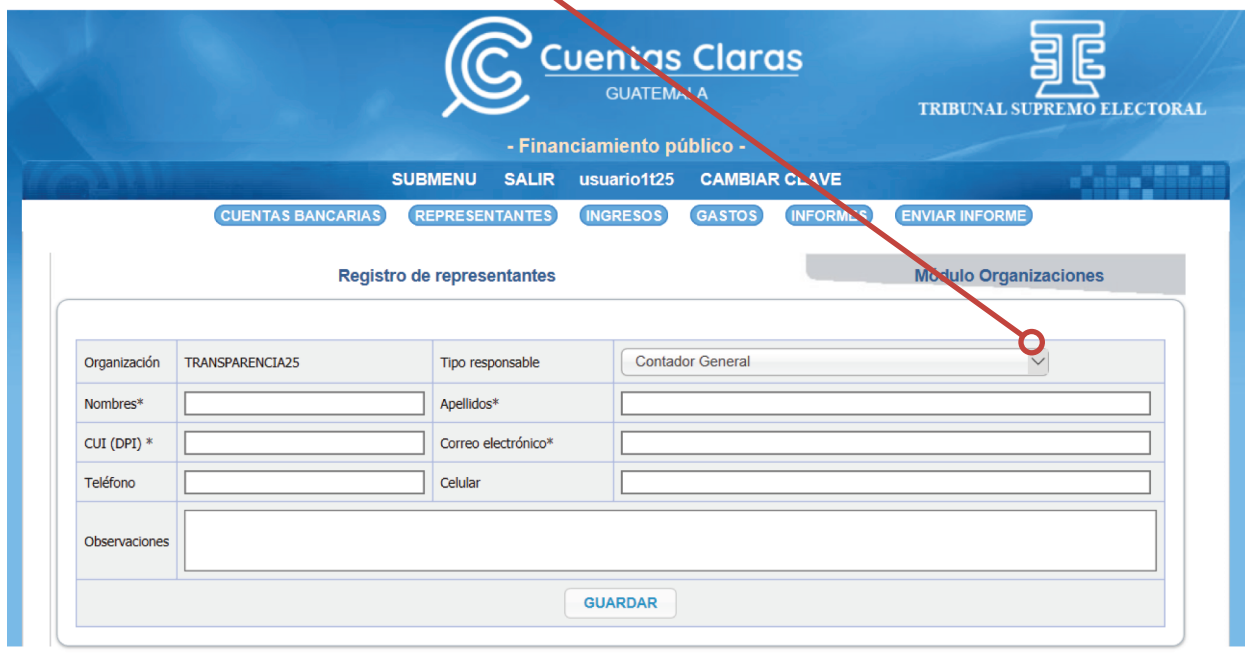 Cuentas Claras
GUATEMALA
TRIBUNAL SUPREMO ELECTORAL
- Financiamiento público -
SUBMENU SALIR usuario1t25 CAMBIAR CLAVE
CUENTAS BANCARIAS REPRESENTANTES INGRESOS GASTOS INFORMES ENVIAR INFORME
Registro de representantes Módulo Organizaciones
Organización TRANSPARENCIA25 Tipo responsable Contador General
Nombres* Apellidos*
CUI (DPI) * Correo electrónico*
Teléfono Celular
Observaciones
GUARDAR